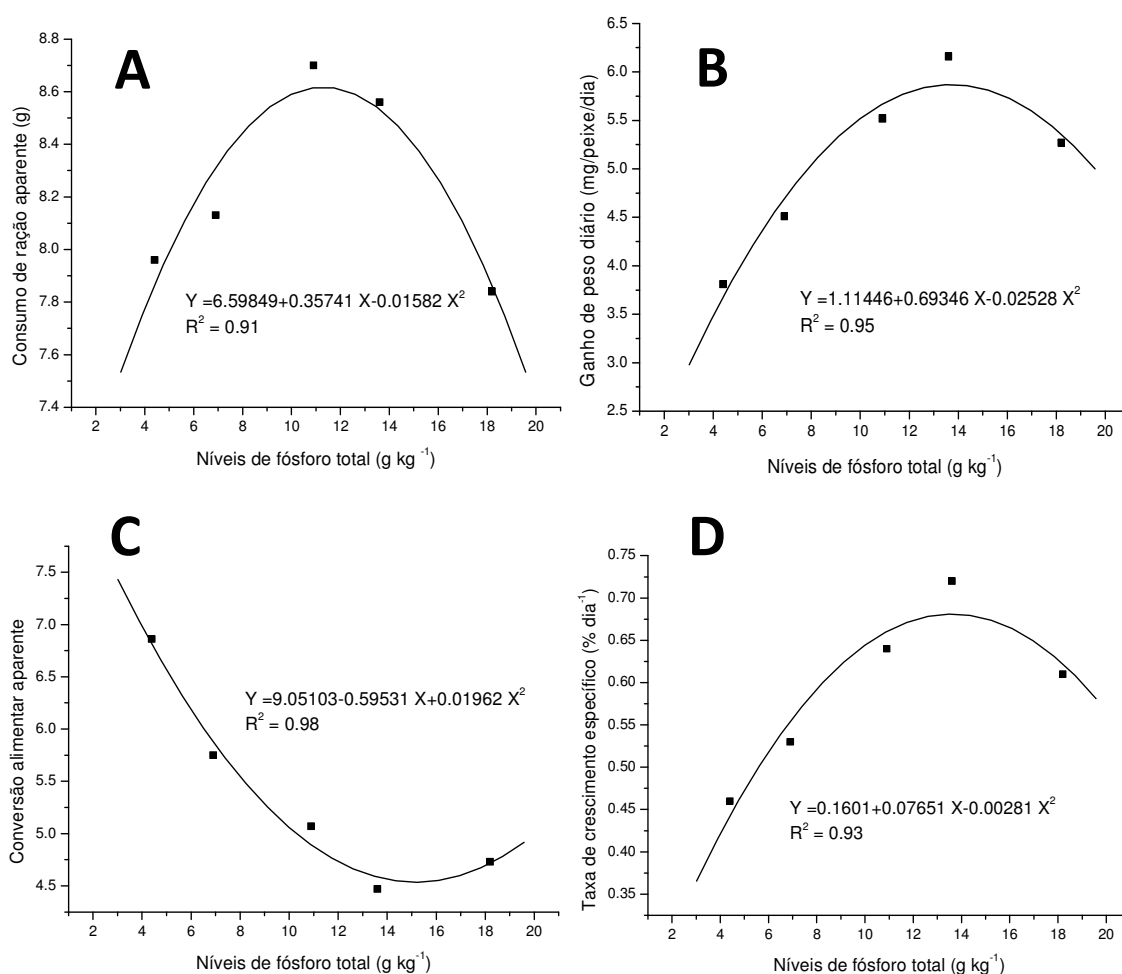 A
Consumo de ração aparente (g)
8.8
8.6
8.4
8.2
8.0
7.8
7.6
7.4
Y =6.59849+0.35741 X-0.01582 X²
R² = 0.91
2 4 6 8 10 12 14 16 18 20
Níveis de fósforo total (g kg ⁻¹)
B
Ganho de peso diário (mg/peixe/dia)
6.5
6.0
5.5
5.0
4.5
4.0
3.5
3.0
2.5
Y =1.11446+0.69346 X-0.02528 X²
R² = 0.95
2 4 6 8 10 12 14 16 18 20
Níveis de fósforo total (g kg⁻¹)
C
Conversão alimentar aparente
7.5
7.0
6.5
6.0
5.5
5.0
4.5
Y =9.05103-0.59531 X+0.01962 X²
R² = 0.98
2 4 6 8 10 12 14 16 18 20
Níveis de fósforo total (g kg⁻¹)
D
Taxa de crescimento específico (% dia⁻¹)
0.75
0.70
0.65
0.60
0.55
0.50
0.45
0.40
0.35
Y =0.1601+0.07651 X-0.00281 X²
R² = 0.93
2 4 6 8 10 12 14 16 18 20
Níveis de fósforo total (g kg⁻¹)